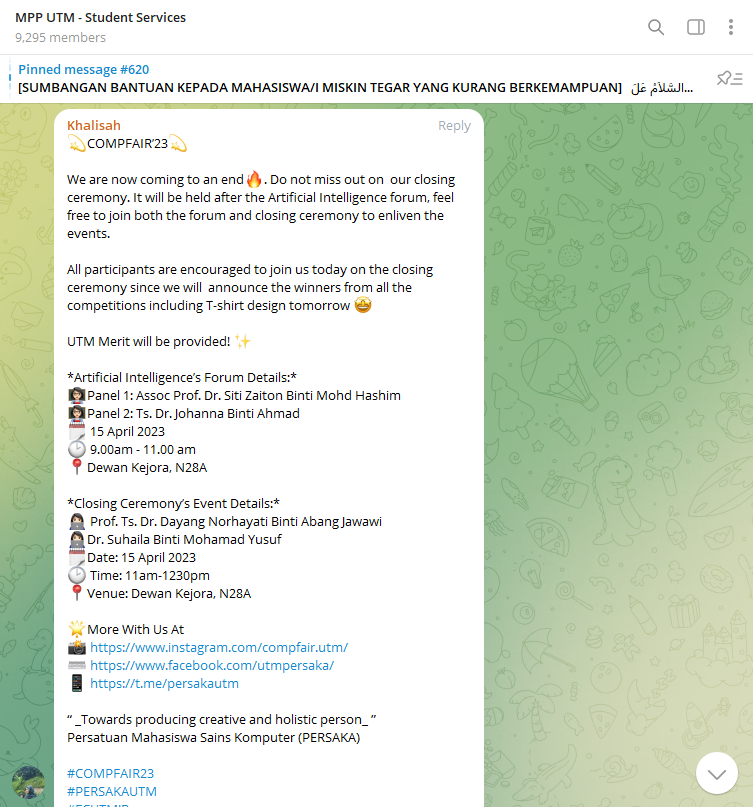 MPP UTM - Student Services
9,295 members
Pinned message #620
[SUMBANGAN BANTUAN KEPADA MAHASISWA/I MISKIN TEGAR YANG KURANG BERKEMAMPUAN] السَّلاَمُ عَلَ...
Khalisah Reply
💫COMPFAIR'23💫
We are now coming to an end🔥. Do not miss out on our closing
ceremony. It will be held after the Artificial Intelligence forum, feel
free to join both the forum and closing ceremony to enliven the
events.
All participants are encouraged to join us today on the closing
ceremony since we will announce the winners from all the
competitions including T-shirt design tomorrow 🤩
UTM Merit will be provided! ✨
*Artificial Intelligence's Forum Details:*
👩🏻‍🏫Panel 1: Assoc Prof. Dr. Siti Zaiton Binti Mohd Hashim
👩🏻‍🏫Panel 2: Ts. Dr. Johanna Binti Ahmad
🗓 15 April 2023
🕘 9.00am - 11.00 am
📍Dewan Kejora, N28A
*Closing Ceremony's Event Details:*
👩🏻‍💻 Prof. Ts. Dr. Dayang Norhayati Binti Abang Jawawi
👩🏻‍💻Dr. Suhaila Binti Mohamad Yusuf
🗓Date: 15 April 2023
🕘 Time: 11am-1230pm
📍Venue: Dewan Kejora, N28A
🌟More With Us At
📸 https://www.instagram.com/compfair.utm/
⌨️ https://www.facebook.com/utmpersaka/
📱 https://t.me/persakautm
“ _Towards producing creative and holistic person_ ”
Persatuan Mahasiswa Sains Komputer (PERSAKA)
#COMPFAIR23
#PERSAKAUTM